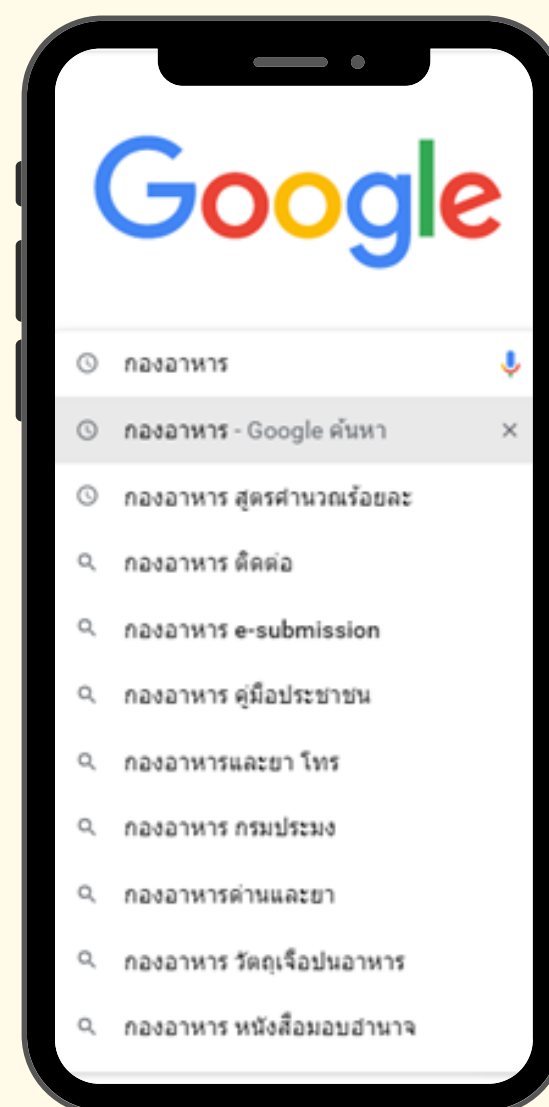 Google
กองอาหาร
กองอาหาร - Google ค้นหา
กองอาหาร สูตรคำนวณร้อยละ
กองอาหาร ติดต่อ
กองอาหาร e-submission
กองอาหาร คู่มือประชาชน
กองอาหารและยา โทร
กองอาหาร กรมประมง
กองอาหารด่านและยา
กองอาหาร วัตถุเจือปนอาหาร
กองอาหาร หนังสือมอบอํานาจ